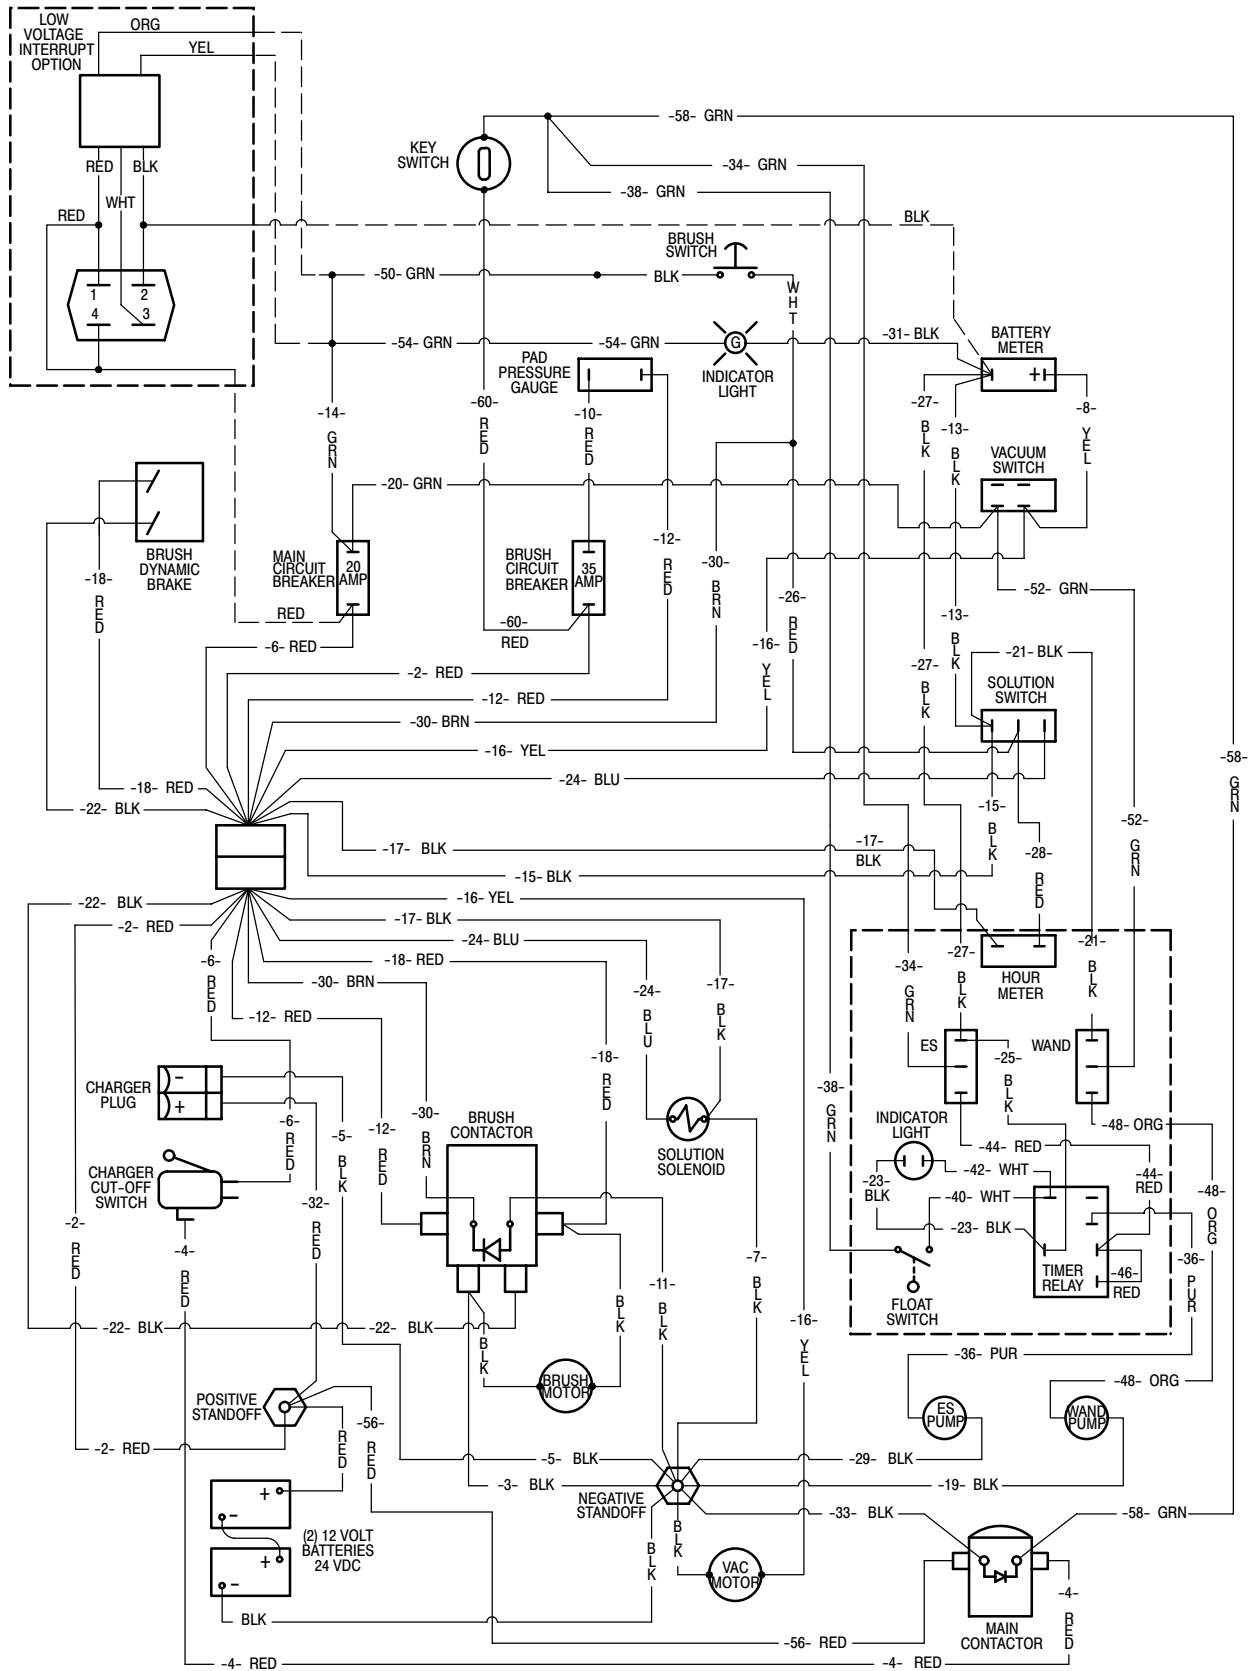 LOW
VOLTAGE
INTERRUPT
OPTION
ORG
YEL
RED
BLK
WHT
RED
1
2
4
3
KEY
SWITCH
-58- GRN
-34- GRN
-38- GRN
BLK
BRUSH
SWITCH
-50- GRN
BLK
WHT
-54- GRN
-54- GRN
G
INDICATOR
LIGHT
-31- BLK
BATTERY
METER
+
PAD
PRESSURE
GAUGE
-14-
GRN
-60-
RED
-10-
RED
-27-
BLK
-13-
BLK
-8-
YEL
VACUUM
SWITCH
-20- GRN
BRUSH
DYNAMIC
BRAKE
MAIN
CIRCUIT
BREAKER
20
AMP
BRUSH
CIRCUIT
BREAKER
35
AMP
-12-
RED
-30-
BRN
-18-
RED
RED
-60-
RED
-26-
RED
-52- GRN
-13-
BLK
-6- RED
-16-
YEL
-27-
BLK
-21- BLK
-2- RED
SOLUTION
SWITCH
-12- RED
-30- BRN
-16- YEL
-24- BLU
-58-
GRN
-18- RED
-22- BLK
-15-
BLK
-52-
GRN
-17- BLK
-17-
BLK
-28-
RED
-15- BLK
-22- BLK
-16- YEL
-2- RED
-17- BLK
-24- BLU
-6-
RED
-18- RED
-30- BRN
-12- RED
-24-
BLU
-17-
BLK
-34-
GRN
-27-
BLK
HOUR
METER
-21-
BLK
ES
WAND
-25-
BLK
-18-
RED
CHARGER
PLUG
-
+
-6-
RED
-5-
BLK
-12-
RED
-30-
BRN
BRUSH
CONTACTOR
SOLUTION
SOLENOID
-38-
GRN
INDICATOR
LIGHT
-48- ORG
-44- RED
-44-
RED
-42- WHT
-23-
BLK
-40- WHT
-23- BLK
-48-
ORG
CHARGER
CUT-OFF
SWITCH
-32-
RED
-2-
RED
-4-
RED
-7-
BLK
-11-
BLK
TIMER
RELAY
-46-
RED
-36-
PUR
FLOAT
SWITCH
-22- BLK
-22- BLK
BLK
BLK
-16-
YEL
BRUSH
MOTOR
-36- PUR
-48- ORG
POSITIVE
STANDOFF
-56-
RED
ES
PUMP
WAND
PUMP
-2- RED
RED
-5- BLK
-29- BLK
-3- BLK
-19- BLK
NEGATIVE
STANDOFF
-33- BLK
-58- GRN
+
-
(2) 12 VOLT
BATTERIES
24 VDC
+
-
BLK
BLK
VAC
MOTOR
-4-
RED
BLK
MAIN
CONTACTOR
-56- RED
-4- RED
-4- RED